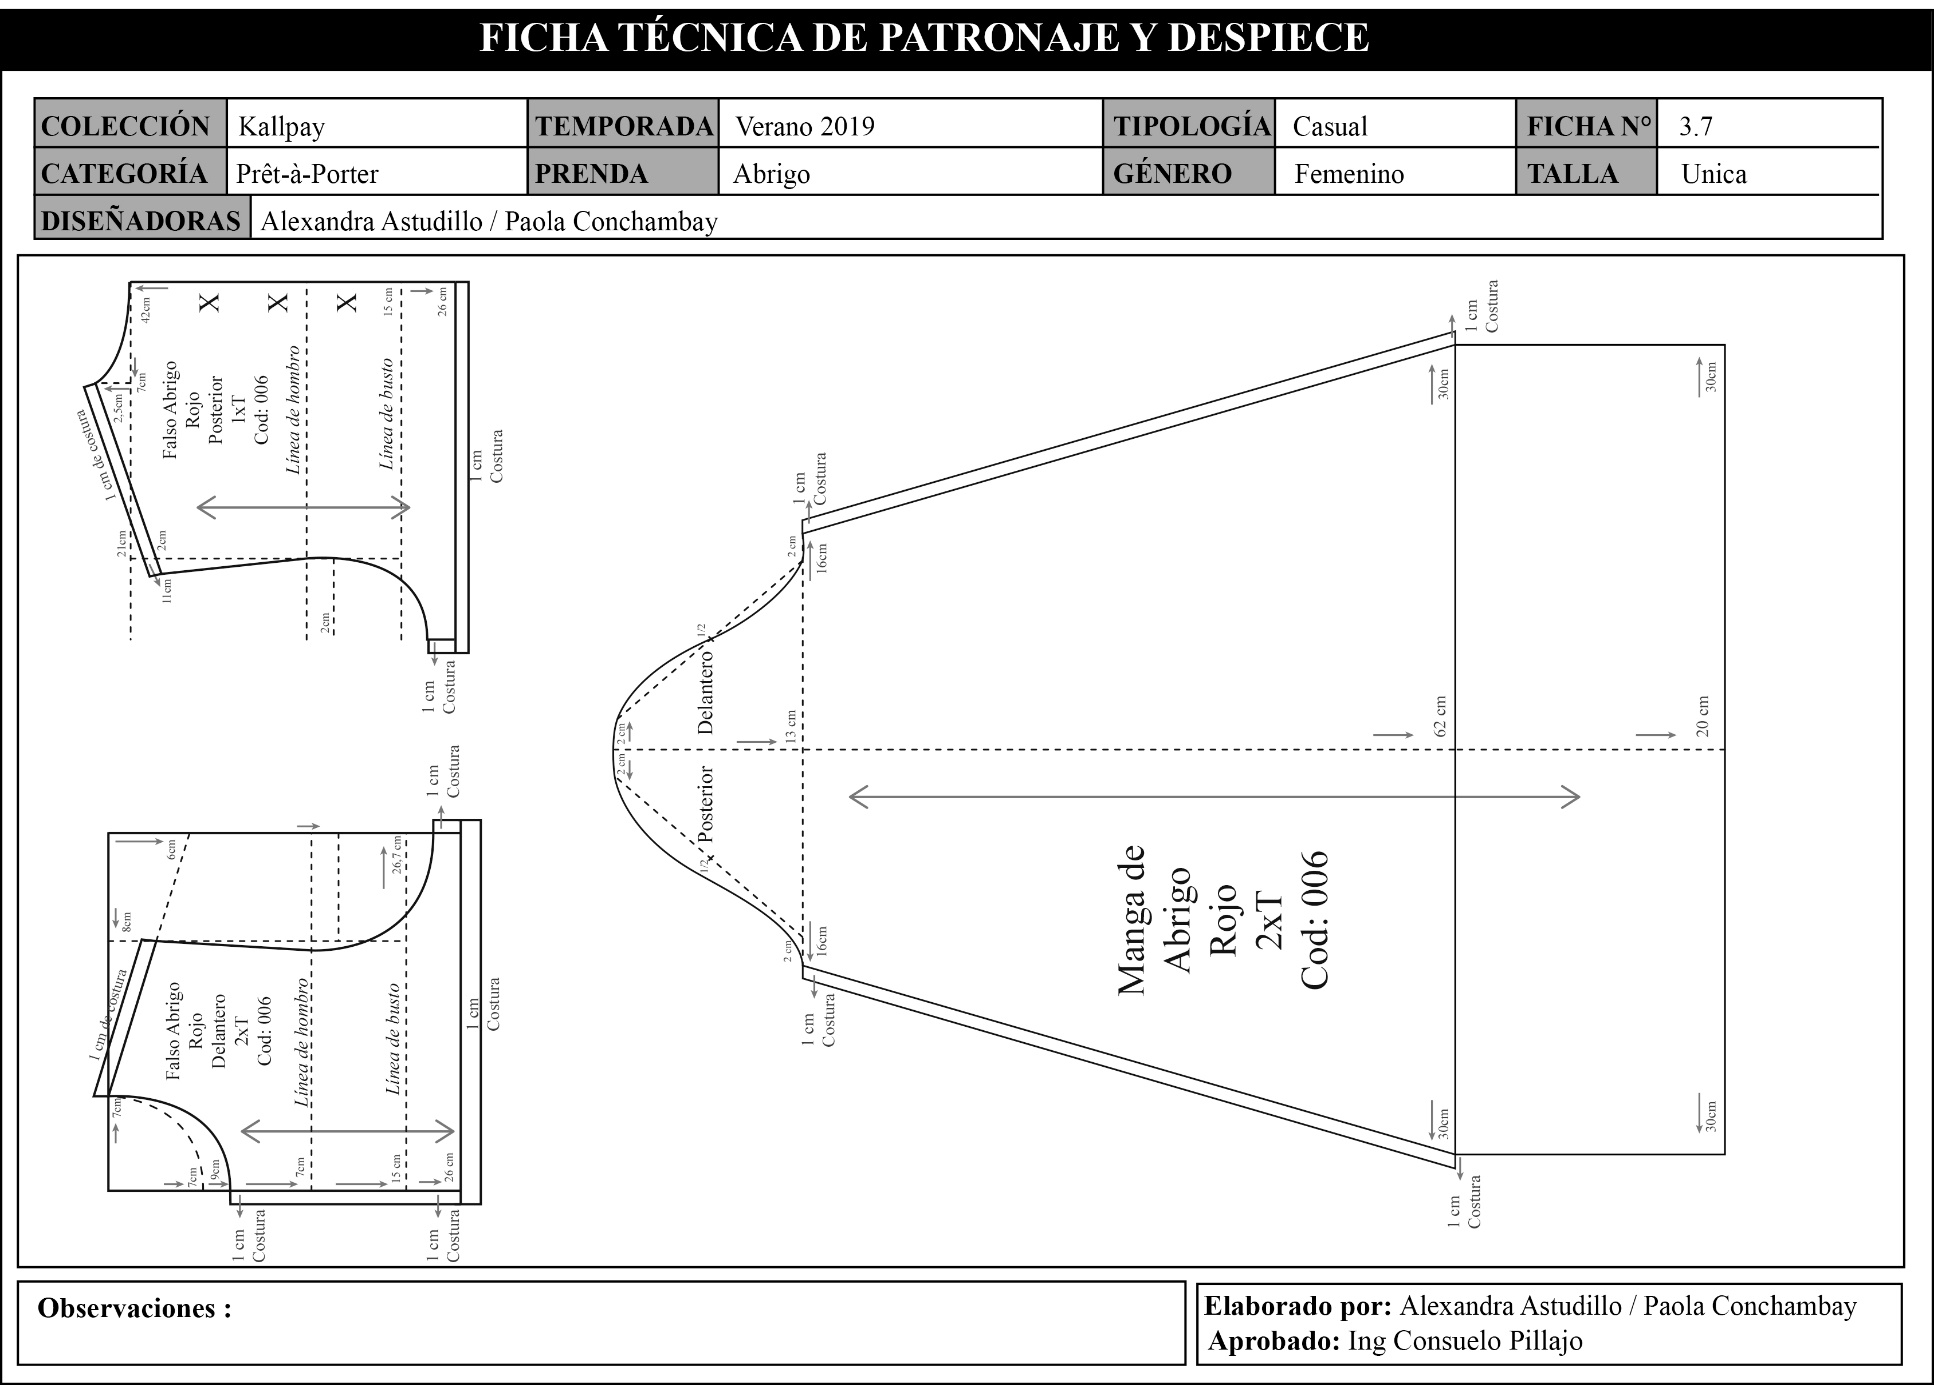 FICHA TÉCNICA DE PATRONAJE Y DESPIECE
COLECCIÓN Kallpay TEMPORADA Verano 2019 TIPOLOGÍA Casual FICHA N° 3.7
CATEGORÍA Prêt-à-Porter PRENDA Abrigo GÉNERO Femenino TALLA Unica
DISEÑADORAS Alexandra Astudillo / Paola Conchambay
42cm
X X X
15 cm
26 cm
7cm
2,5cm
1 cm de costura
Falso Abrigo
Rojo
Posterior
1xT
Cod: 006
Línea de hombro
Línea de busto
1 cm
Costura
21cm
2cm
11cm
2cm
1 cm
Costura
1 cm
Costura
6cm
26,7 cm
8cm
1 cm de costura
Falso Abrigo
Rojo
Delantero
2xT
Cod: 006
Línea de hombro
Línea de busto
1 cm
Costura
7cm
7cm
9cm
7cm
15 cm
26 cm
1 cm
Costura
1 cm
Costura
1 cm
Costura
30cm
30cm
1 cm
Costura
2 cm
16cm
1/2
Delantero
2 cm
13 cm
62 cm
20 cm
2 cm
Posterior
1/2
2 cm
16cm
1 cm
Costura
Manga de
Abrigo
Rojo
2xT
Cod: 006
30cm
30cm
1 cm
Costura
Observaciones :
Elaborado por: Alexandra Astudillo / Paola Conchambay
Aprobado: Ing Consuelo Pillajo